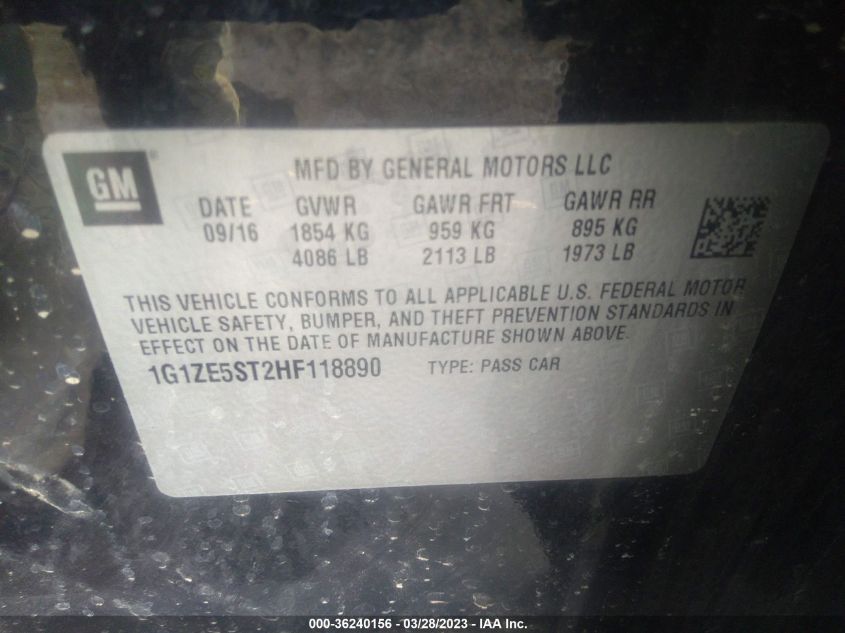 GM
®
MFD BY GENERAL MOTORS LLC
DATE GVWR GAWR FRT GAWR RR
09/16 1854 KG 959 KG 895 KG
4086 LB 2113 LB 1973 LB
THIS VEHICLE CONFORMS TO ALL APPLICABLE U.S. FEDERAL MOTOR
VEHICLE SAFETY, BUMPER, AND THEFT PREVENTION STANDARDS IN
EFFECT ON THE DATE OF MANUFACTURE SHOWN ABOVE.
1G1ZE5ST2HF118890 TYPE: PASS CAR
000-36240156 - 03/28/2023 - IAA Inc.